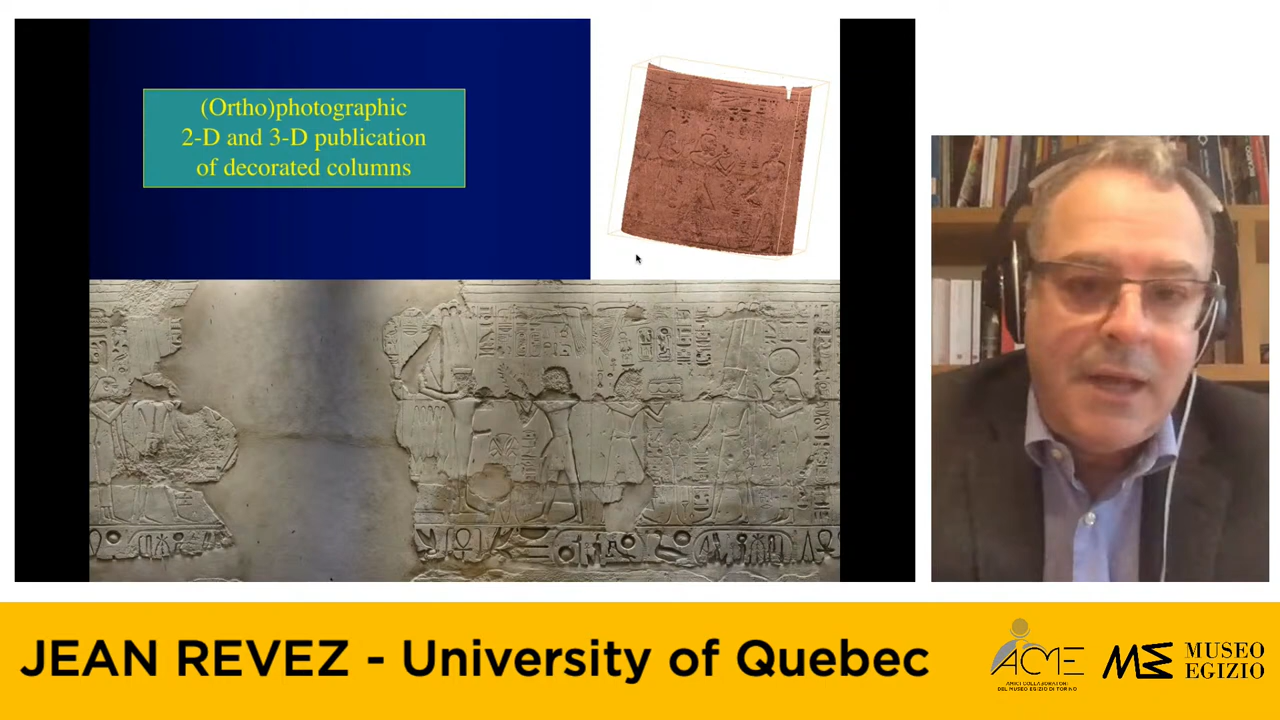 (Ortho)photographic
2-D and 3-D publication
of decorated columns
JEAN REVEZ - University of Quebec
ACME
AMICI COLLABORATORI
DEL MUSEO EGIZIO DI TORINO
MUSEO
EGIZIO